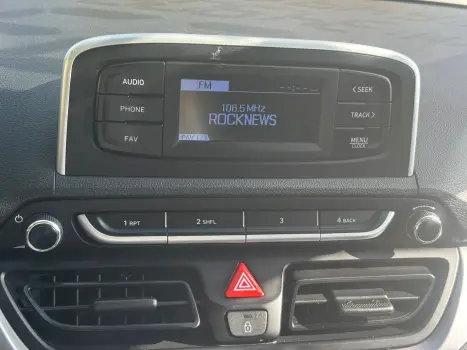 AUDIO
PHONE
FAV
FM
106.5 MHz
ROCKNEWS
< SEEK
TRACK >
MENU
CLOCK
1 RPT
2 SHFL
3
4 BACK